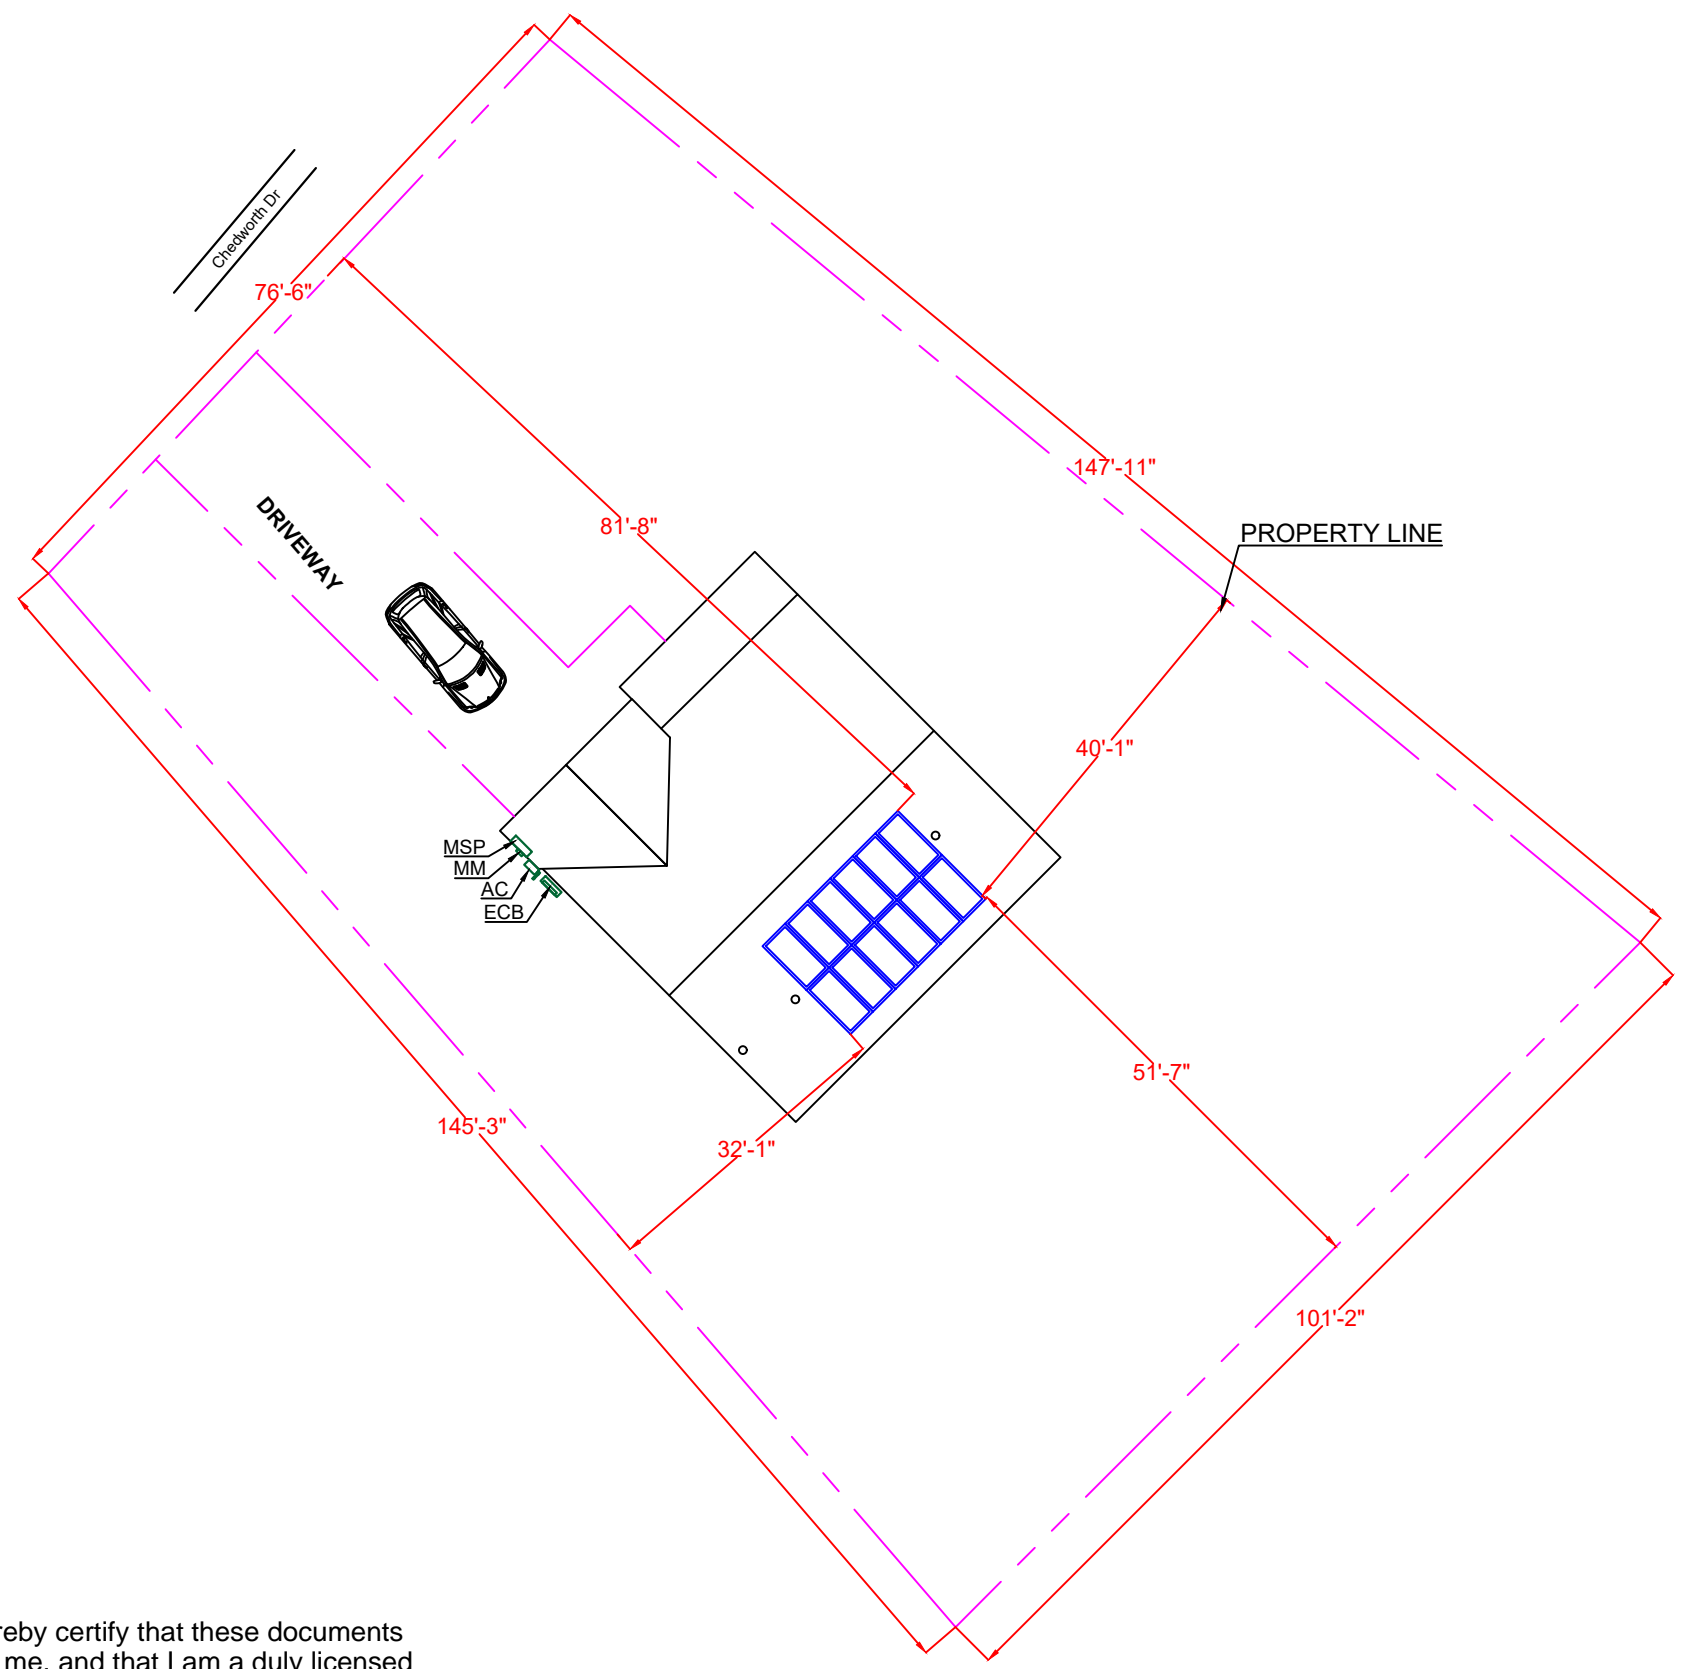 Chedworth Dr
76'-6"
147'-11"
DRIVEWAY
81'-8"
PROPERTY LINE
40'-1"
MSP
MM
AC
ECB
51'-7"
145'-3"
32'-1"
101'-2"
reby certify that these documents
me, and that I am a duly licensed